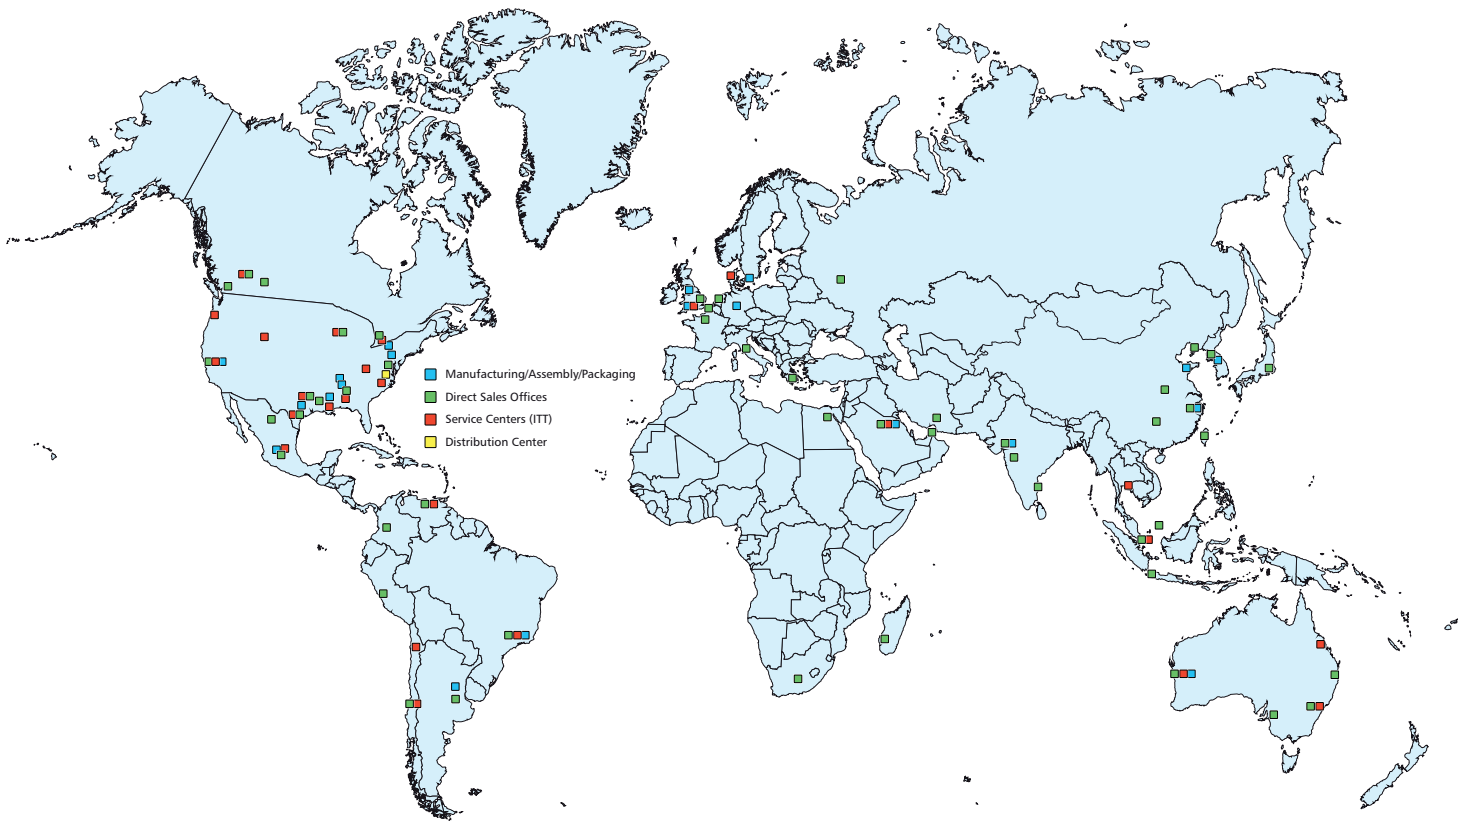 Manufacturing/Assembly/Packaging
Direct Sales Offices
Service Centers (ITT)
Distribution Center